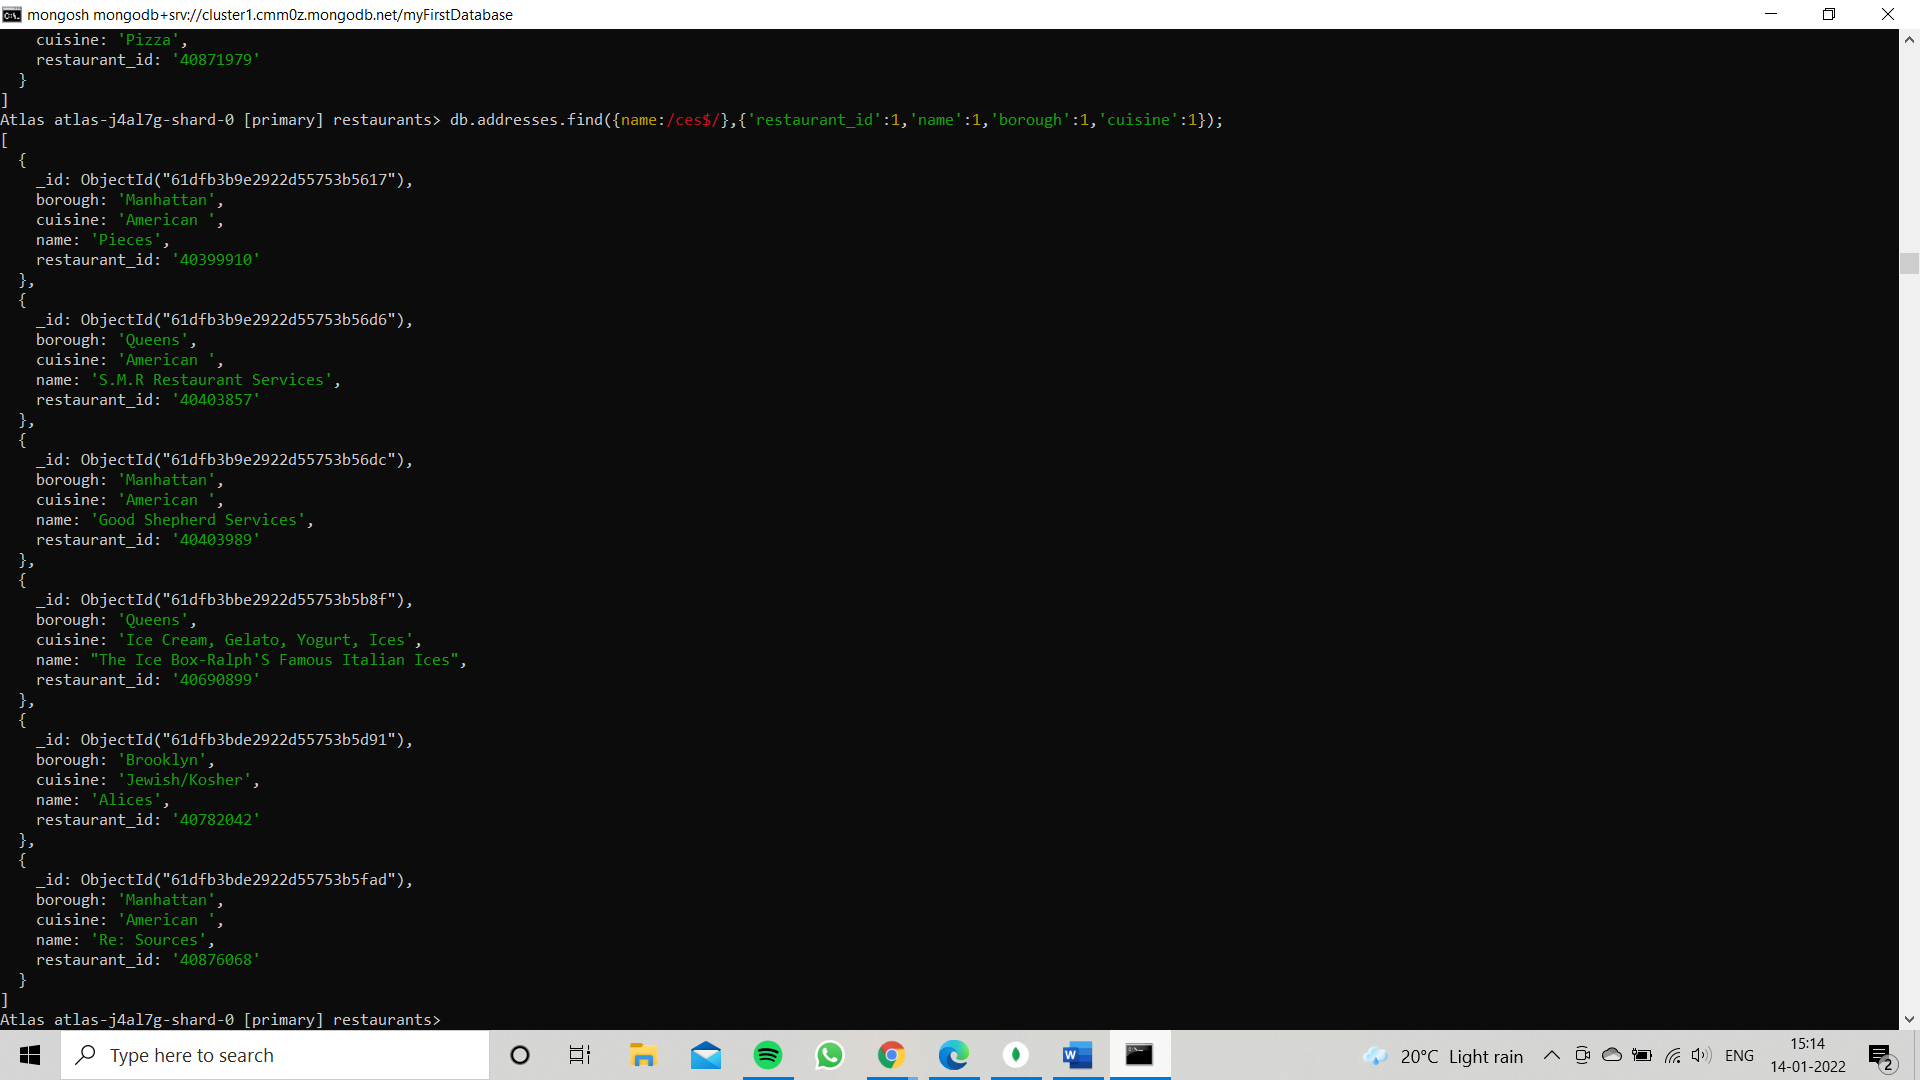 mongosh mongodb+srv://cluster1.cmm0z.mongodb.net/myFirstDatabase
    cuisine: 'Pizza',
    restaurant_id: '40871979'
  }
]
Atlas atlas-j4al7g-shard-0 [primary] restaurants> db.addresses.find({name:/ces$/},{'restaurant_id':1,'name':1,'borough':1,'cuisine':1});
[
  {
    _id: ObjectId("61dfb3b9e2922d55753b5617"),
    borough: 'Manhattan',
    cuisine: 'American ',
    name: 'Pieces',
    restaurant_id: '40399910'
  },
  {
    _id: ObjectId("61dfb3b9e2922d55753b56d6"),
    borough: 'Queens',
    cuisine: 'American ',
    name: 'S.M.R Restaurant Services',
    restaurant_id: '40403857'
  },
  {
    _id: ObjectId("61dfb3b9e2922d55753b56dc"),
    borough: 'Manhattan',
    cuisine: 'American ',
    name: 'Good Shepherd Services',
    restaurant_id: '40403989'
  },
  {
    _id: ObjectId("61dfb3bbe2922d55753b5b8f"),
    borough: 'Queens',
    cuisine: 'Ice Cream, Gelato, Yogurt, Ices',
    name: "The Ice Box-Ralph'S Famous Italian Ices",
    restaurant_id: '40690899'
  },
  {
    _id: ObjectId("61dfb3bde2922d55753b5d91"),
    borough: 'Brooklyn',
    cuisine: 'Jewish/Kosher',
    name: 'Alices',
    restaurant_id: '40782042'
  },
  {
    _id: ObjectId("61dfb3bde2922d55753b5fad"),
    borough: 'Manhattan',
    cuisine: 'American ',
    name: 'Re: Sources',
    restaurant_id: '40876068'
  }
]
Atlas atlas-j4al7g-shard-0 [primary] restaurants>
Type here to search
20°C Light rain
ENG
15:14
14-01-2022
2